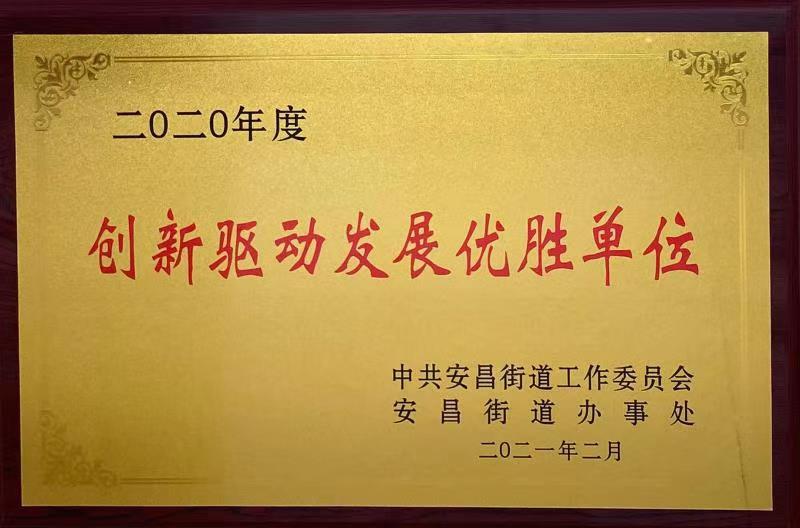 二〇二〇年度
创新驱动发展优胜单位
中共安昌街道工作委员会
安昌街道办事处
二〇二一年二月